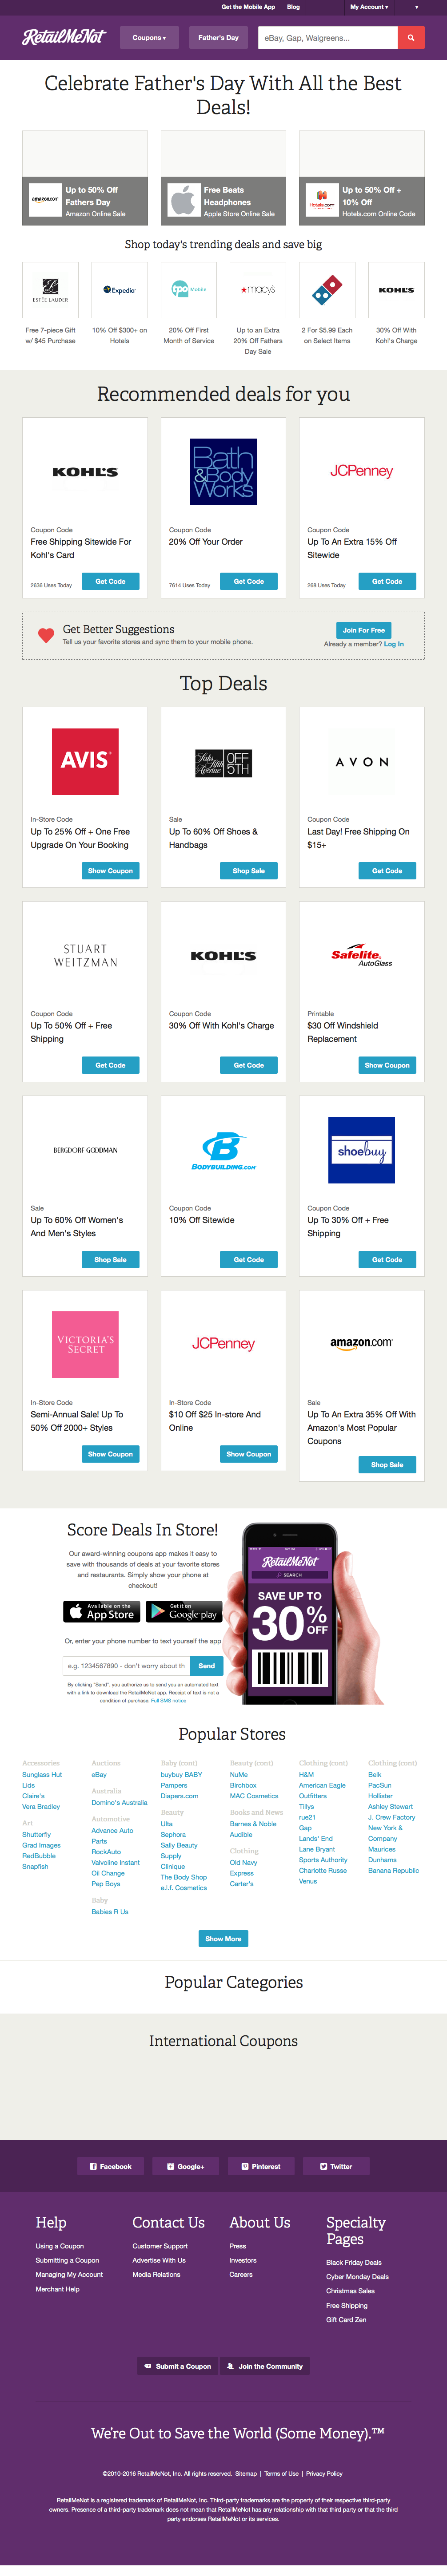 Get the Mobile App Blog My Account ▾ ▾
RetailMeNot Coupons ▾ Father's Day eBay, Gap, Walgreens...
Celebrate Father's Day With All the Best
Deals!
amazon.com
Up to 50% Off
Fathers Day
Amazon Online Sale
Free Beats
Headphones
Apple Store Online Sale
Hotels.com
Up to 50% Off +
10% Off
Hotels.com Online Code
Shop today's trending deals and save big
ESTÉE LAUDER
Expedia
tpo Mobile
★macy's
KOHL'S
Free 7-piece Gift
w/ $45 Purchase
10% Off $300+ on
Hotels
20% Off First
Month of Service
Up to an Extra
20% Off Fathers
Day Sale
2 For $5.99 Each
on Select Items
30% Off With
Kohl's Charge
Recommended deals for you
KOHL'S
Coupon Code
Free Shipping Sitewide For
Kohl's Card
2636 Uses Today Get Code
Bath
& Body
Works
Coupon Code
20% Off Your Order
7614 Uses Today Get Code
JCPenney
Coupon Code
Up To An Extra 15% Off
Sitewide
268 Uses Today Get Code
Get Better Suggestions
Tell us your favorite stores and sync them to your mobile phone.
Join For Free
Already a member? Log In
Top Deals
AVIS
In-Store Code
Up To 25% Off + One Free
Upgrade On Your Booking
Show Coupon
Saks
Fifth
Avenue
OFF
5TH
Sale
Up To 60% Off Shoes &
Handbags
Shop Sale
AVON
Coupon Code
Last Day! Free Shipping On
$15+
Get Code
STUART
WEITZMAN
Coupon Code
Up To 50% Off + Free
Shipping
Get Code
KOHL'S
Coupon Code
30% Off With Kohl's Charge
Get Code
Safelite
AutoGlass
Printable
$30 Off Windshield
Replacement
Show Coupon
BERGDORF GOODMAN
Sale
Up To 60% Off Women's
And Men's Styles
Shop Sale
BODYBUILDING.com
Coupon Code
10% Off Sitewide
Get Code
shoebuy
Coupon Code
Up To 30% Off + Free
Shipping
Get Code
VICTORIA'S
SECRET
In-Store Code
Semi-Annual Sale! Up To
50% Off 2000+ Styles
Show Coupon
JCPenney
In-Store Code
$10 Off $25 In-store And
Online
Show Coupon
amazon.com
Sale
Up To An Extra 35% Off With
Amazon's Most Popular
Coupons
Shop Sale
Score Deals In Store!
Our award-winning coupons app makes it easy to
save with thousands of deals at your favorite stores
and restaurants. Simply show your phone at
checkout!
Available on the
App Store
Get it on
Google play
Or, enter your phone number to text yourself the app
e.g. 1234567890 - don't worry about th Send
By clicking "Send", you authorize us to send you an automated text
with a link to download the RetailMeNot app. Receipt of text is not a
condition of purchase. Full SMS notice
RetailMeNot
SEARCH
SAVE UP TO
30%
OFF
Popular Stores
Accessories
Sunglass Hut
Lids
Claire's
Vera Bradley
Art
Shutterfly
Grad Images
RedBubble
Snapfish
Auctions
eBay
Australia
Domino's Australia
Automotive
Advance Auto
Parts
RockAuto
Valvoline Instant
Oil Change
Pep Boys
Baby
Babies R Us
Baby (cont)
buybuy BABY
Pampers
Diapers.com
Beauty
Ulta
Sephora
Sally Beauty
Supply
Clinique
The Body Shop
e.l.f. Cosmetics
Beauty (cont)
NuMe
Birchbox
MAC Cosmetics
Books and News
Barnes & Noble
Audible
Clothing
Old Navy
Express
Carter's
Clothing (cont)
H&M
American Eagle
Outfitters
Tillys
rue21
Gap
Lands' End
Lane Bryant
Sports Authority
Charlotte Russe
Venus
Clothing (cont)
Belk
PacSun
Hollister
Ashley Stewart
J. Crew Factory
New York &
Company
Maurices
Dunhams
Banana Republic
Show More
Popular Categories
International Coupons
Facebook Google+ Pinterest Twitter
Help
Using a Coupon
Submitting a Coupon
Managing My Account
Merchant Help
Contact Us
Customer Support
Advertise With Us
Media Relations
About Us
Press
Investors
Careers
Specialty
Pages
Black Friday Deals
Cyber Monday Deals
Christmas Sales
Free Shipping
Gift Card Zen
Submit a Coupon Join the Community
We're Out to Save the World (Some Money).™
©2010-2016 RetailMeNot, Inc. All rights reserved. Sitemap | Terms of Use | Privacy Policy
RetailMeNot is a registered trademark of RetailMeNot, Inc. Third-party trademarks are the property of their respective third-party
owners. Presence of a third-party trademark does not mean that RetailMeNot has any relationship with that third party or that the third
party endorses RetailMeNot or its services.